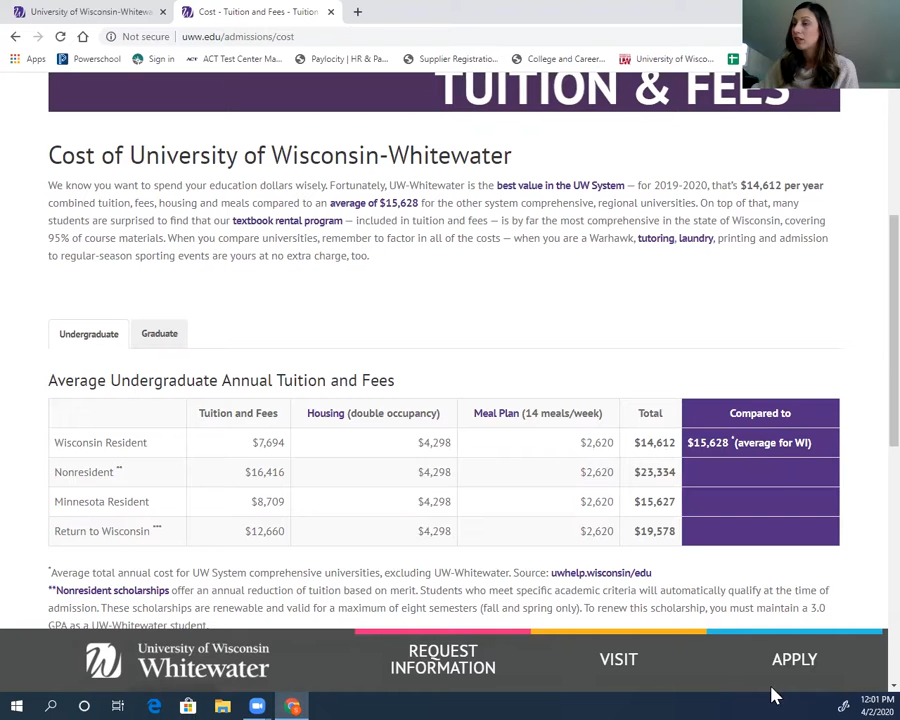 University of Wisconsin-Whitewa
Cost - Tuition and Fees - Tuition
Not secure uww.edu/admissions/cost
Apps Powerschool Sign in ACT ACT Test Center Ma... Paylocity | HR & Pa... Supplier Registratio... College and Career... University of Wisco...
TUITION & FEES
Cost of University of Wisconsin-Whitewater
We know you want to spend your education dollars wisely. Fortunately, UW-Whitewater is the best value in the UW System — for 2019-2020, that's $14,612 per year
combined tuition, fees, housing and meals compared to an average of $15,628 for the other system comprehensive, regional universities. On top of that, many
students are surprised to find that our textbook rental program — included in tuition and fees — is by far the most comprehensive in the state of Wisconsin, covering
95% of course materials. When you compare universities, remember to factor in all of the costs — when you are a Warhawk, tutoring, laundry, printing and admission
to regular-season sporting events are yours at no extra charge, too.
Undergraduate Graduate
Average Undergraduate Annual Tuition and Fees
Tuition and Fees Housing (double occupancy) Meal Plan (14 meals/week) Total Compared to
Wisconsin Resident $7,694 $4,298 $2,620 $14,612 $15,628 *(average for WI)
Nonresident ** $16,416 $4,298 $2,620 $23,334
Minnesota Resident $8,709 $4,298 $2,620 $15,627
Return to Wisconsin *** $12,660 $4,298 $2,620 $19,578
*Average total annual cost for UW System comprehensive universities, excluding UW-Whitewater. Source: uwhelp.wisconsin/edu
**Nonresident scholarships offer an annual reduction of tuition based on merit. Students who meet specific academic criteria will automatically qualify at the time of
admission. These scholarships are renewable and valid for a maximum of eight semesters (fall and spring only). To renew this scholarship, you must maintain a 3.0
GPA as a UW-Whitewater student.
University of Wisconsin
Whitewater
REQUEST
INFORMATION
VISIT
APPLY
12:01 PM
4/2/2020